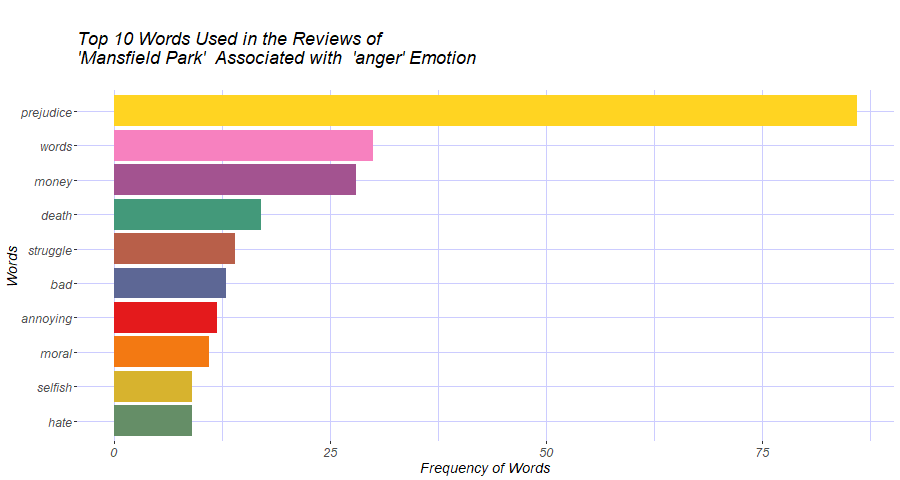 Top 10 Words Used in the Reviews of
'Mansfield Park'  Associated with  'anger' Emotion
prejudice
words
money
death
struggle
bad
annoying
moral
selfish
hate
Words
0 25 50 75
Frequency of Words